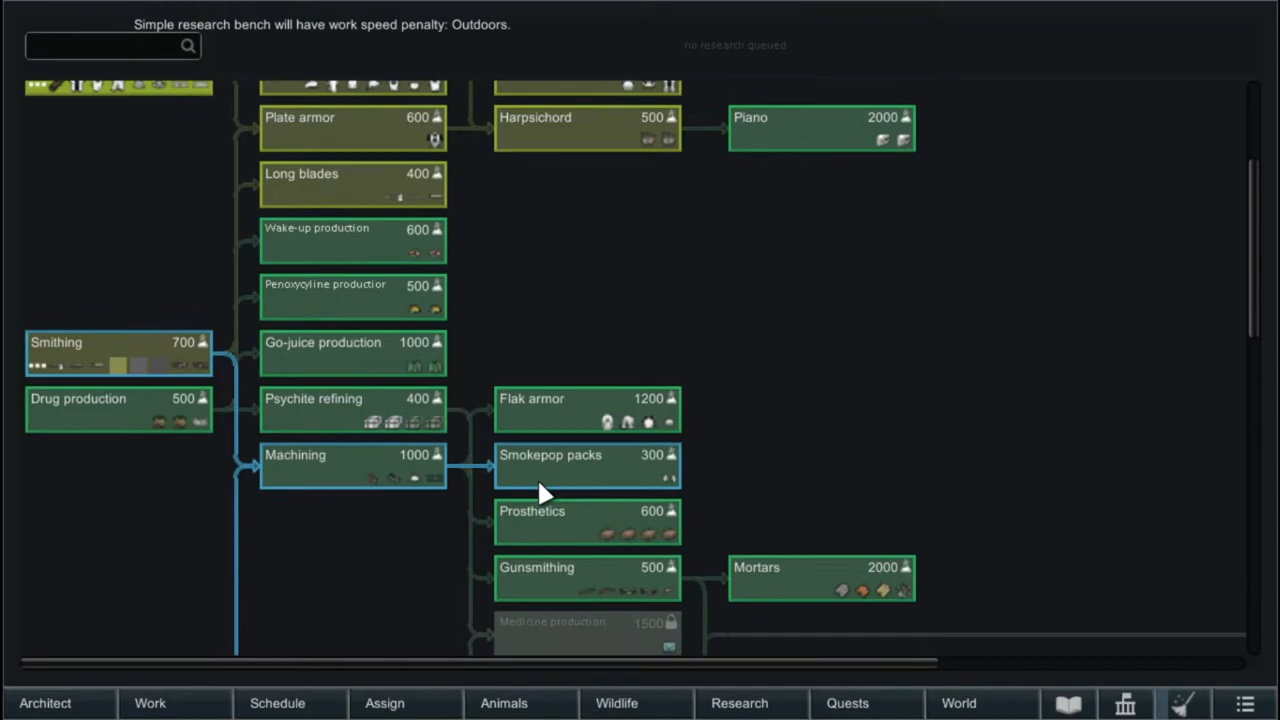 Simple research bench will have work speed penalty: Outdoors.
no research queued
Plate armor 600
Harpsichord 500
Piano 2000
Long blades 400
Wake-up production 600
Penoxycyline production 500
Smithing 700
Go-juice production 1000
Drug production 500
Psychite refining 400
Flak armor 1200
Machining 1000
Smokepop packs 300
Prosthetics 600
Gunsmithing 500
Mortars 2000
Medicine production 1500
Architect Work Schedule Assign Animals Wildlife Research Quests World